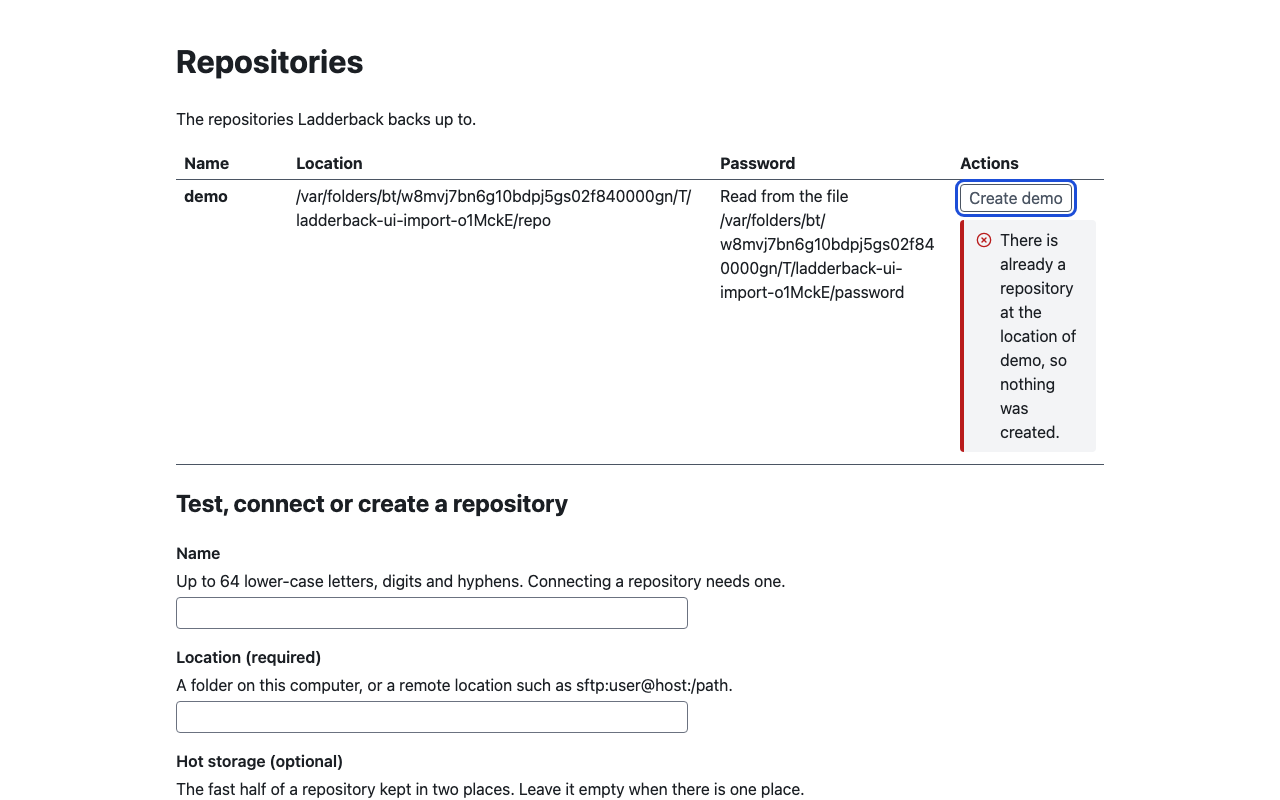 Repositories
The repositories Ladderback backs up to.
Name Location Password Actions
demo /var/folders/bt/w8mvj7bn6g10bdpj5gs02f840000gn/T/ladderback-ui-import-o1MckE/repo
Read from the file
/var/folders/bt/
w8mvj7bn6g10bdpj5gs02f84
0000gn/T/ladderback-ui-
import-o1MckE/password
Create demo
There is
already a
repository
at the
location of
demo, so
nothing
was
created.
Test, connect or create a repository
Name
Up to 64 lower-case letters, digits and hyphens. Connecting a repository needs one.
Location (required)
A folder on this computer, or a remote location such as sftp:user@host:/path.
Hot storage (optional)
The fast half of a repository kept in two places. Leave it empty when there is one place.